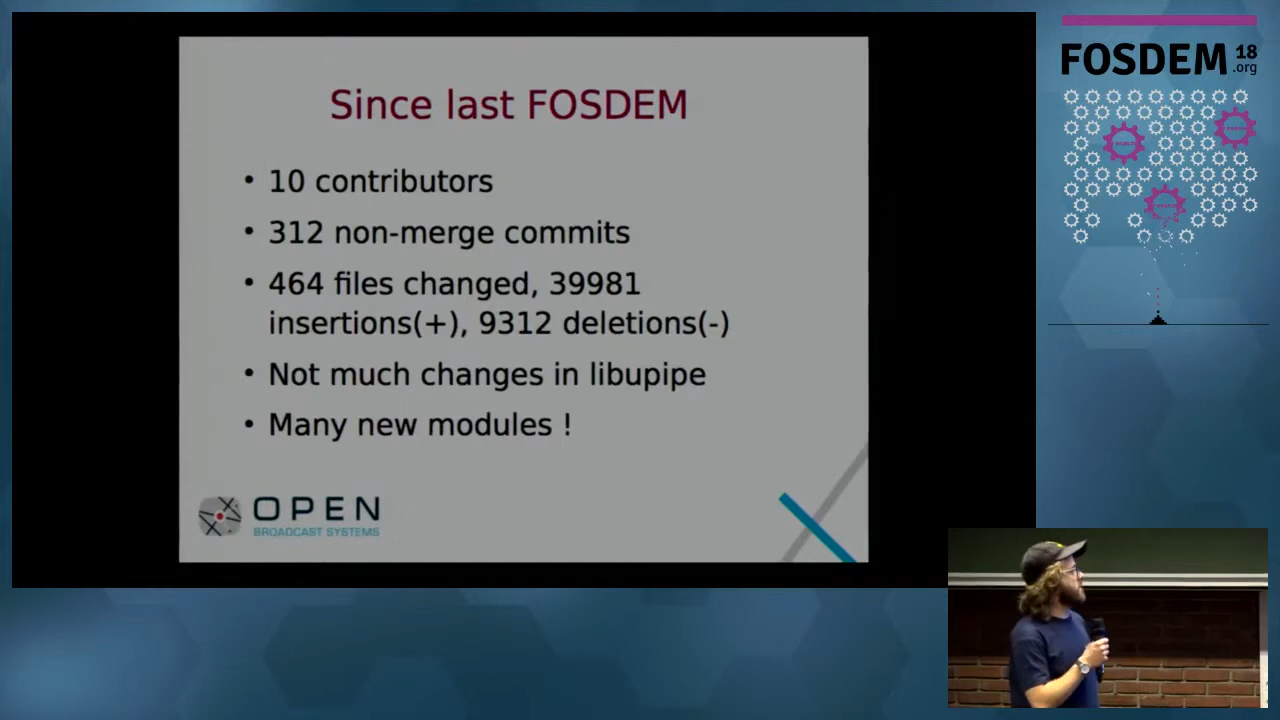 Since last FOSDEM
• 10 contributors
• 312 non-merge commits
• 464 files changed, 39981
insertions(+), 9312 deletions(-)
• Not much changes in libupipe
• Many new modules !
OPEN
BROADCAST SYSTEMS
FOSDEM 18
.org